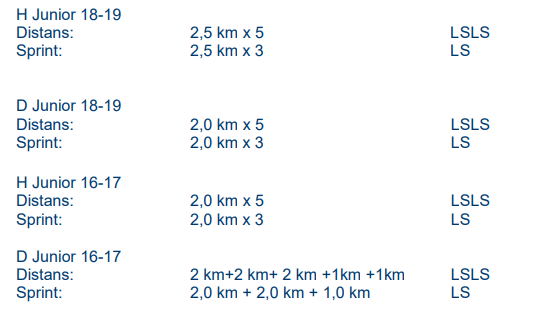 H Junior 18-19
Distans: 2,5 km x 5 LSLS
Sprint: 2,5 km x 3 LS
D Junior 18-19
Distans: 2,0 km x 5 LSLS
Sprint: 2,0 km x 3 LS
H Junior 16-17
Distans: 2,0 km x 5 LSLS
Sprint: 2,0 km x 3 LS
D Junior 16-17
Distans: 2 km+2 km+ 2 km +1km +1km LSLS
Sprint: 2,0 km + 2,0 km + 1,0 km LS